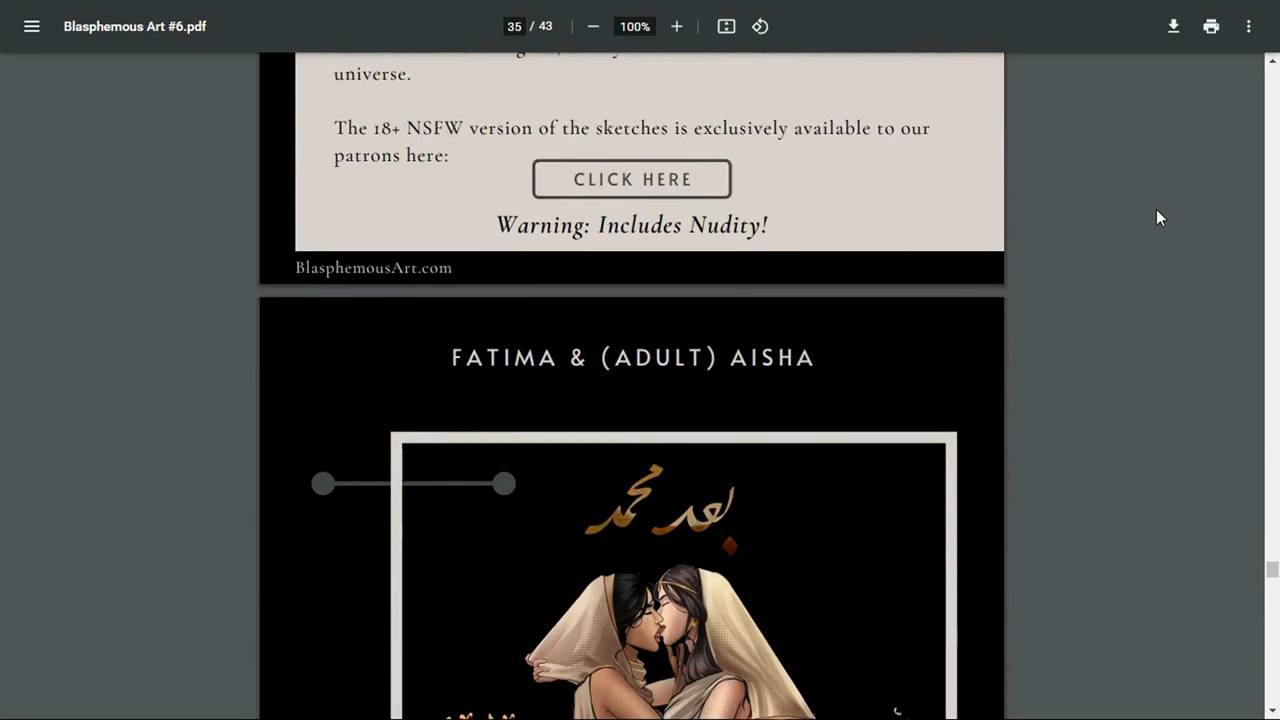 Blasphemous Art #6.pdf
35 / 43
100%
universe.
The 18+ NSFW version of the sketches is exclusively available to our
patrons here:
CLICK HERE
Warning: Includes Nudity!
BlasphemousArt.com
FATIMA & (ADULT) AISHA
بعد محمد